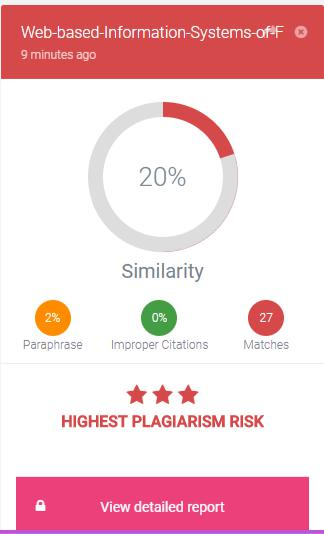 Web-based-Information-Systems-of-F
9 minutes ago
20%
Similarity
2% 0% 27
Paraphrase Improper Citations Matches
HIGHEST PLAGIARISM RISK
View detailed report